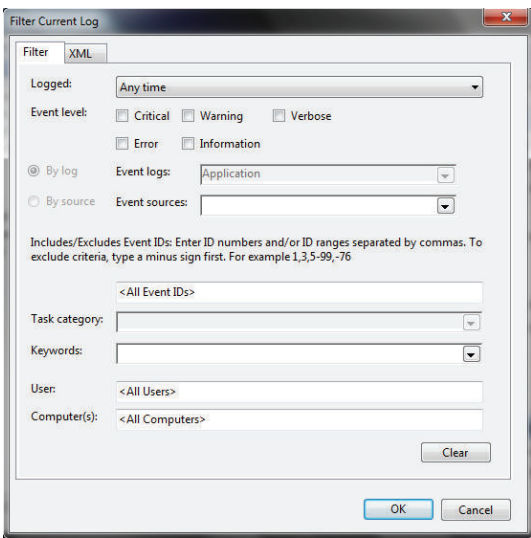 Filter Current Log
Filter XML
Logged: Any time
Event level: Critical Warning Verbose
Error Information
By log Event logs: Application
By source Event sources:
Includes/Excludes Event IDs: Enter ID numbers and/or ID ranges separated by commas. To
exclude criteria, type a minus sign first. For example 1,3,5-99,-76
<All Event IDs>
Task category:
Keywords:
User: <All Users>
Computer(s): <All Computers>
Clear
OK Cancel